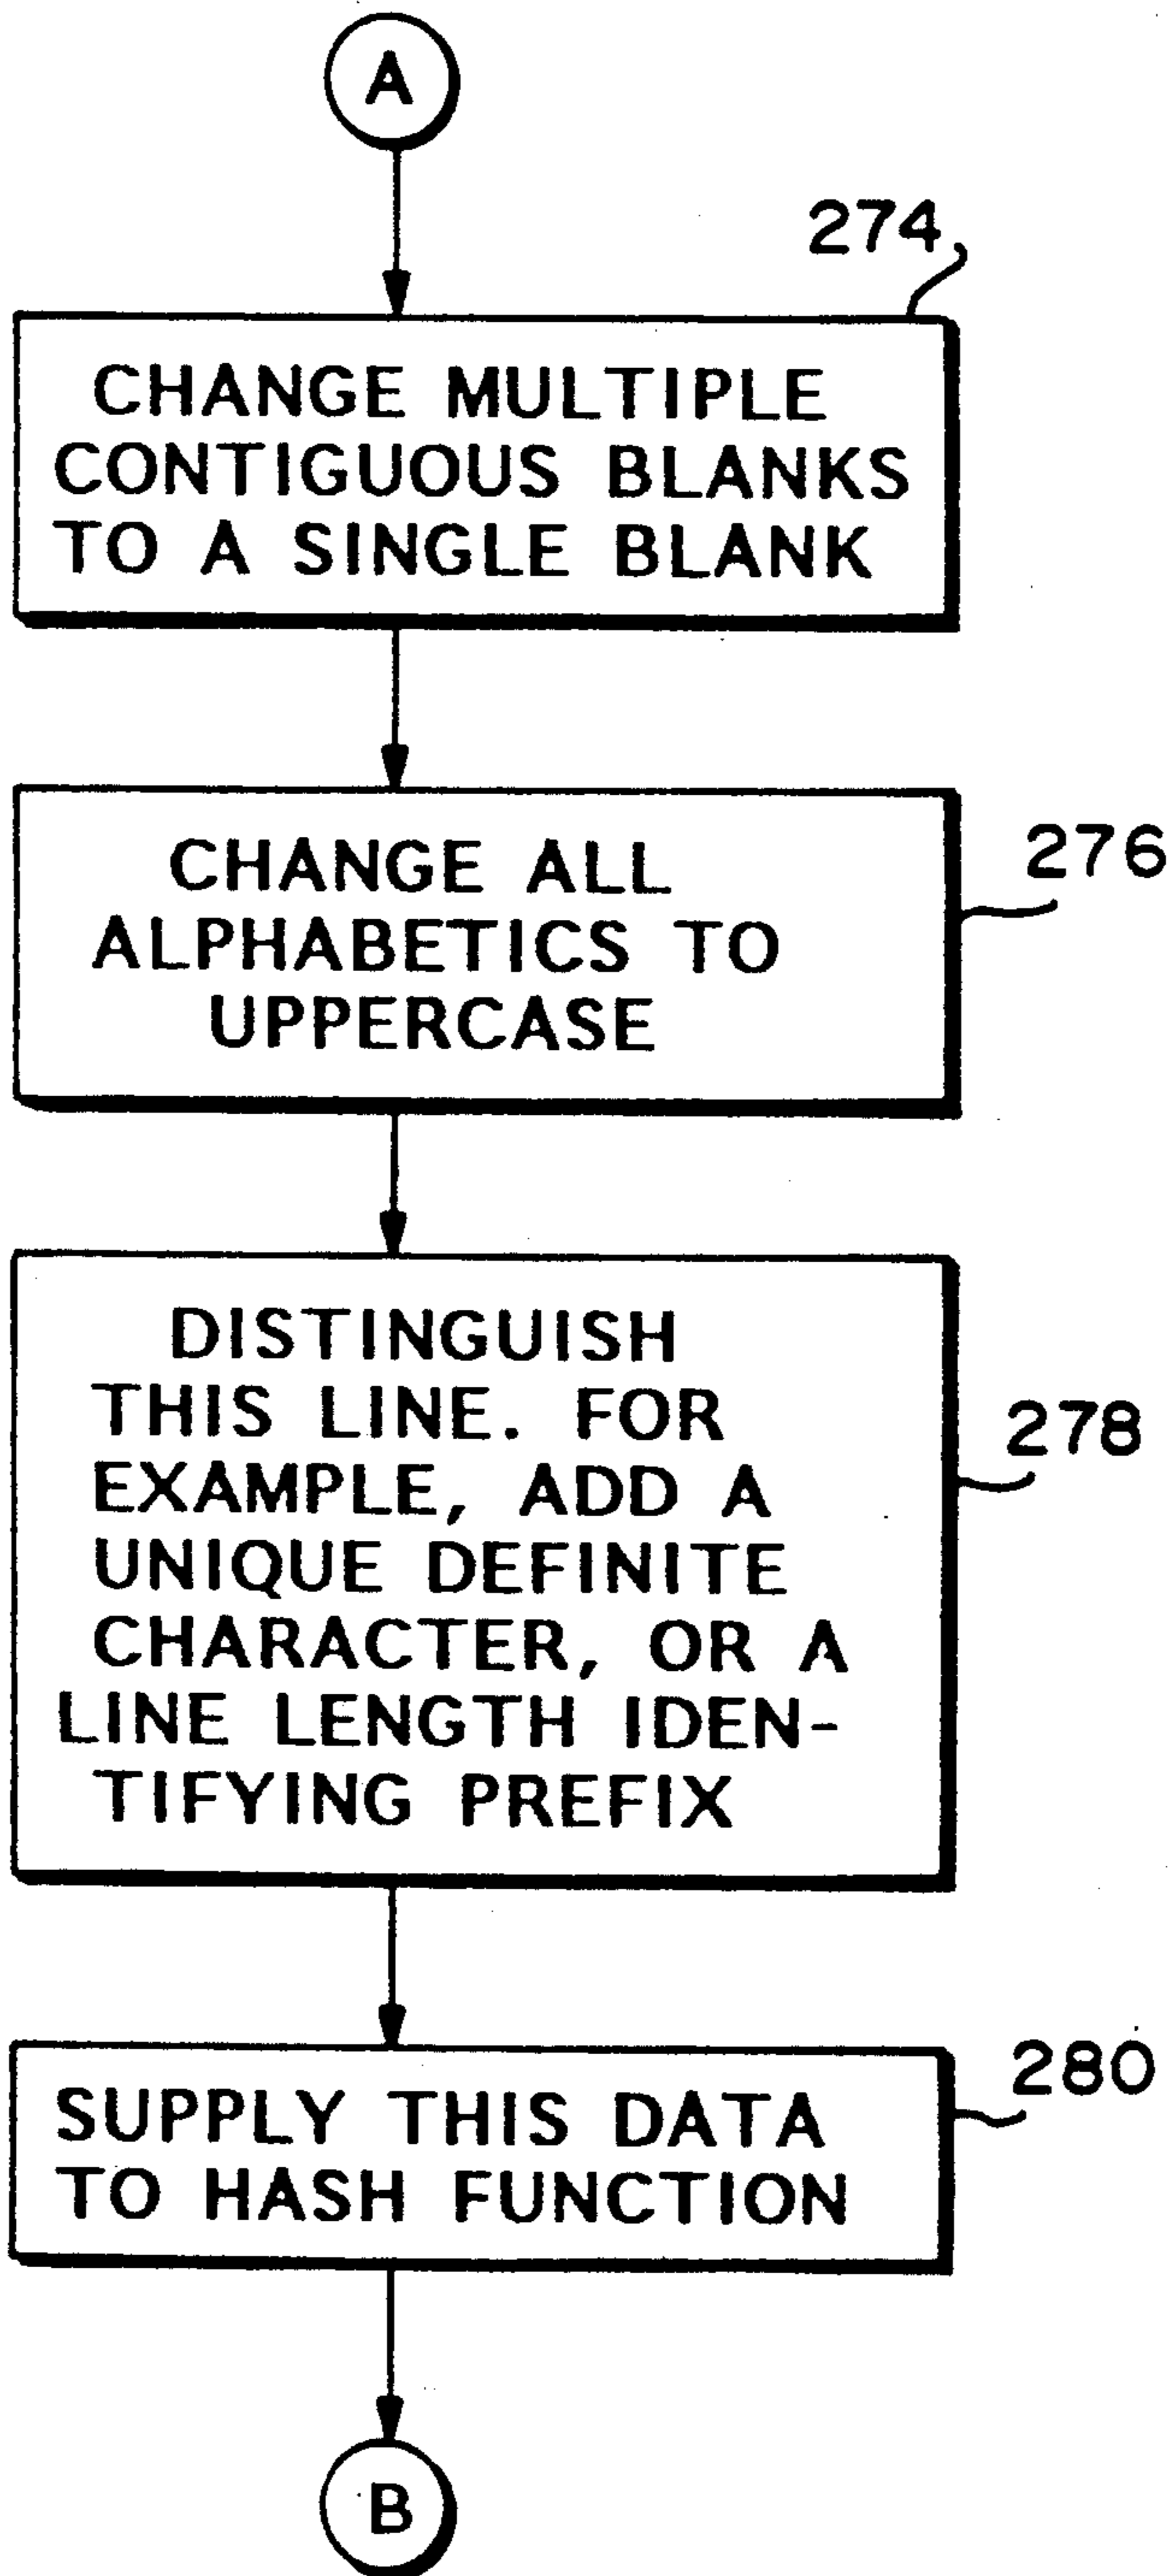 A
274
CHANGE MULTIPLE
CONTIGUOUS BLANKS
TO A SINGLE BLANK
CHANGE ALL
ALPHABETICS TO
UPPERCASE
276
DISTINGUISH
THIS LINE. FOR
EXAMPLE, ADD A
UNIQUE DEFINITE
CHARACTER, OR A
LINE LENGTH IDEN-
TIFYING PREFIX
278
SUPPLY THIS DATA
TO HASH FUNCTION
280
B